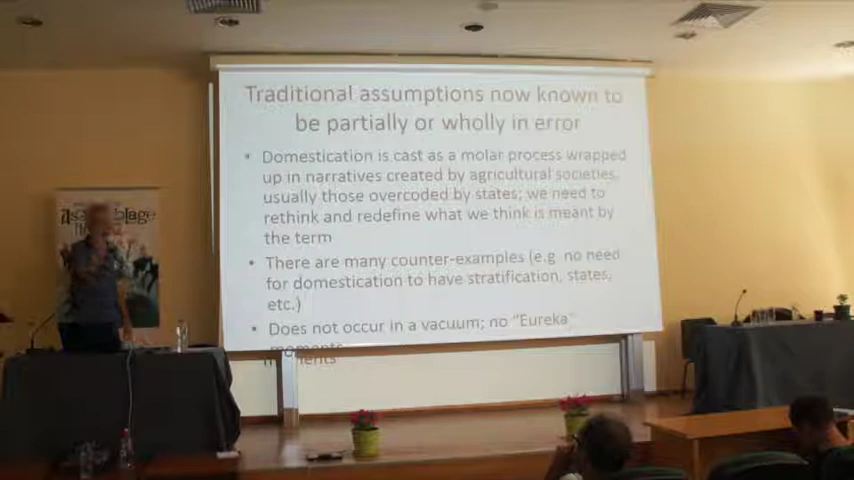 Traditional assumptions now known to
be partially or wholly in error
• Domestication is cast as a molar process wrapped
up in narratives created by agricultural societies,
usually those overcoded by states; we need to
rethink and redefine what we think is meant by
the term
• There are many counter-examples (e.g no need
for domestication to have stratification, states,
etc.)
• Does not occur in a vacuum; no "Eureka"
moments